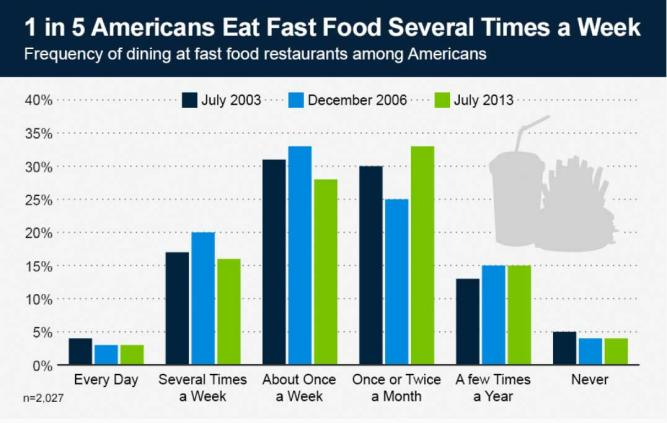 1 in 5 Americans Eat Fast Food Several Times a Week
Frequency of dining at fast food restaurants among Americans
July 2003 December 2006 July 2013
40%
35%
30%
25%
20%
15%
10%
5%
0%
Every Day Several Times About Once Once or Twice A few Times Never
a Week a Week a Month a Year
n=2,027